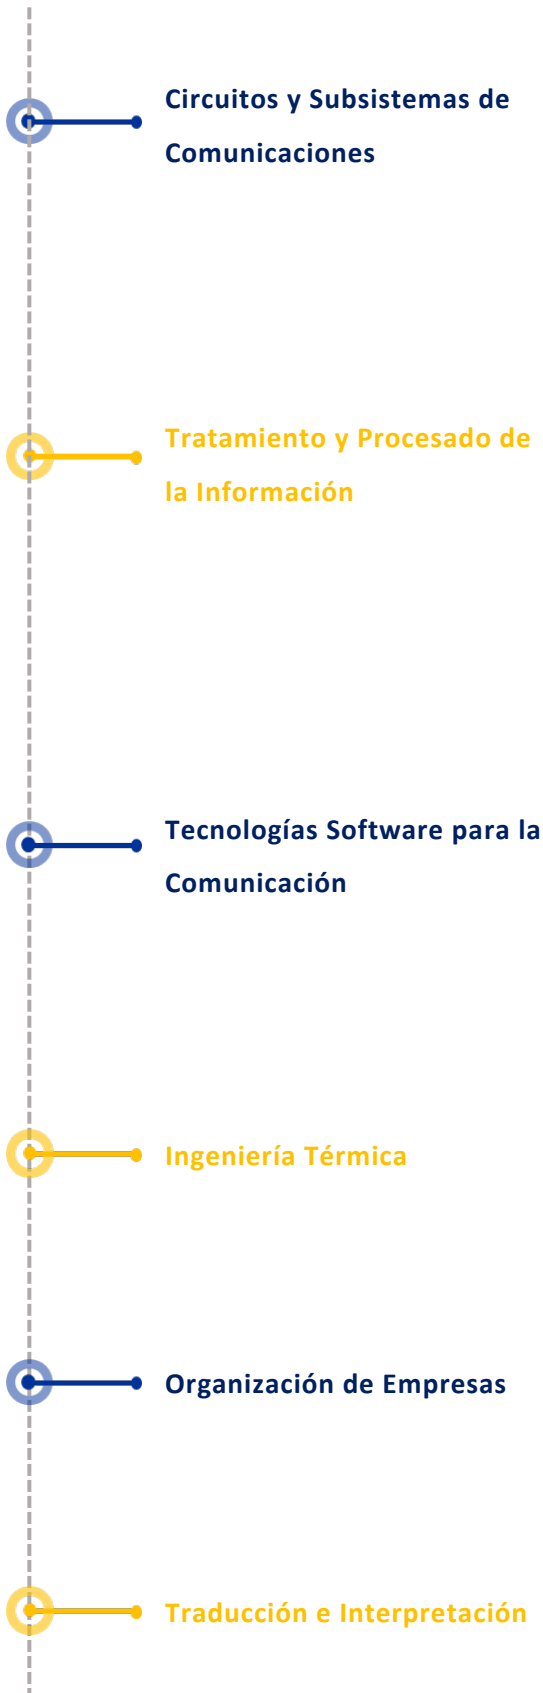 Circuitos y Subsistemas de
Comunicaciones
Tratamiento y Procesado de
la Información
Tecnologías Software para la
Comunicación
Ingeniería Térmica
Organización de Empresas
Traducción e Interpretación